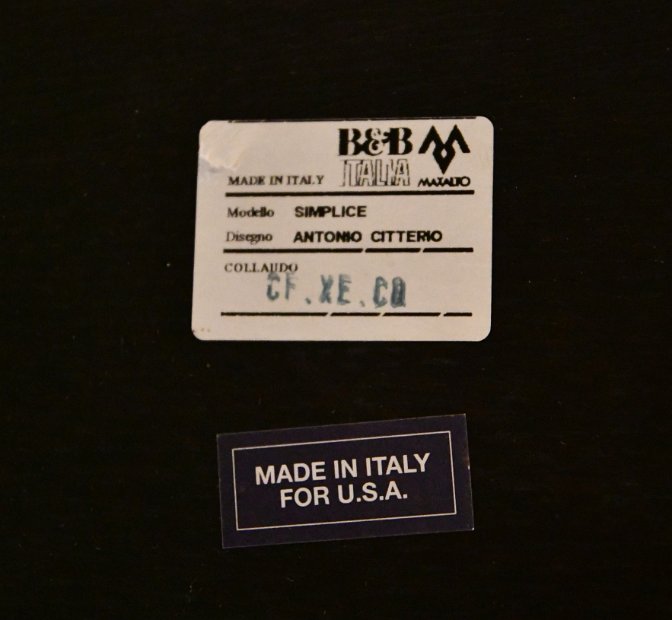 B&B
ITALIA
MAXALTO
MADE IN ITALY
Modello SIMPLICE
Disegno ANTONIO CITTERIO
COLLAUDO
CF.XE.CQ
MADE IN ITALY
FOR U.S.A.